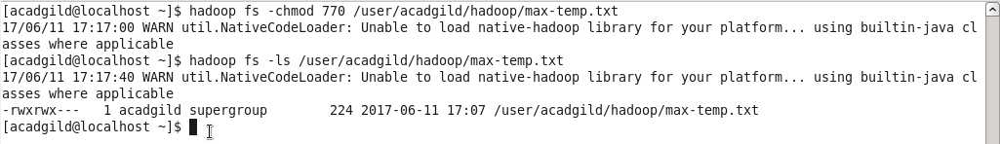 [acadgild@localhost ~]$ hadoop fs -chmod 770 /user/acadgild/hadoop/max-temp.txt
17/06/11 17:17:00 WARN util.NativeCodeLoader: Unable to load native-hadoop library for your platform... using builtin-java cl
asses where applicable
[acadgild@localhost ~]$ hadoop fs -ls /user/acadgild/hadoop/max-temp.txt
17/06/11 17:17:40 WARN util.NativeCodeLoader: Unable to load native-hadoop library for your platform... using builtin-java cl
asses where applicable
-rwxrwx---   1 acadgild supergroup        224 2017-06-11 17:07 /user/acadgild/hadoop/max-temp.txt
[acadgild@localhost ~]$